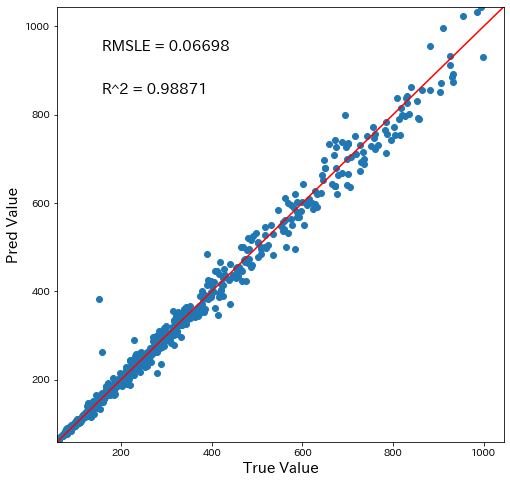 RMSLE = 0.06698
R^2 = 0.98871
1000
800
600
400
200
Pred Value
200 400 600 800 1000
True Value